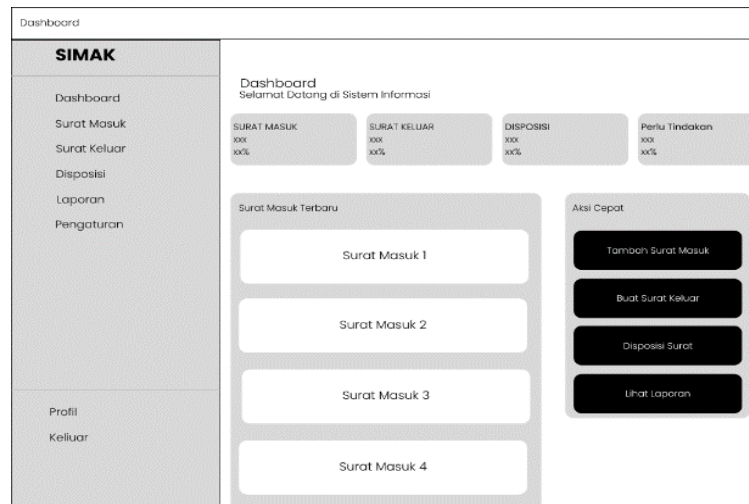 Dashboard
SIMAK
Dashboard
Surat Masuk
Surat Keluar
Disposisi
Laporan
Pengaturan
Profil
Keliuar
Dashboard
Selamat Datang di Sistem Informasi
SURAT MASUK
xxx
xx%
SURAT KELUAR
xxx
xx%
DISPOSISI
xxx
xx%
Perlu Tindakan
xxx
xx%
Surat Masuk Terbaru
Surat Masuk 1
Surat Masuk 2
Surat Masuk 3
Surat Masuk 4
Aksi Cepat
Tambah Surat Masuk
Buat Surat Keluar
Disposisi Surat
Lihat Laporan